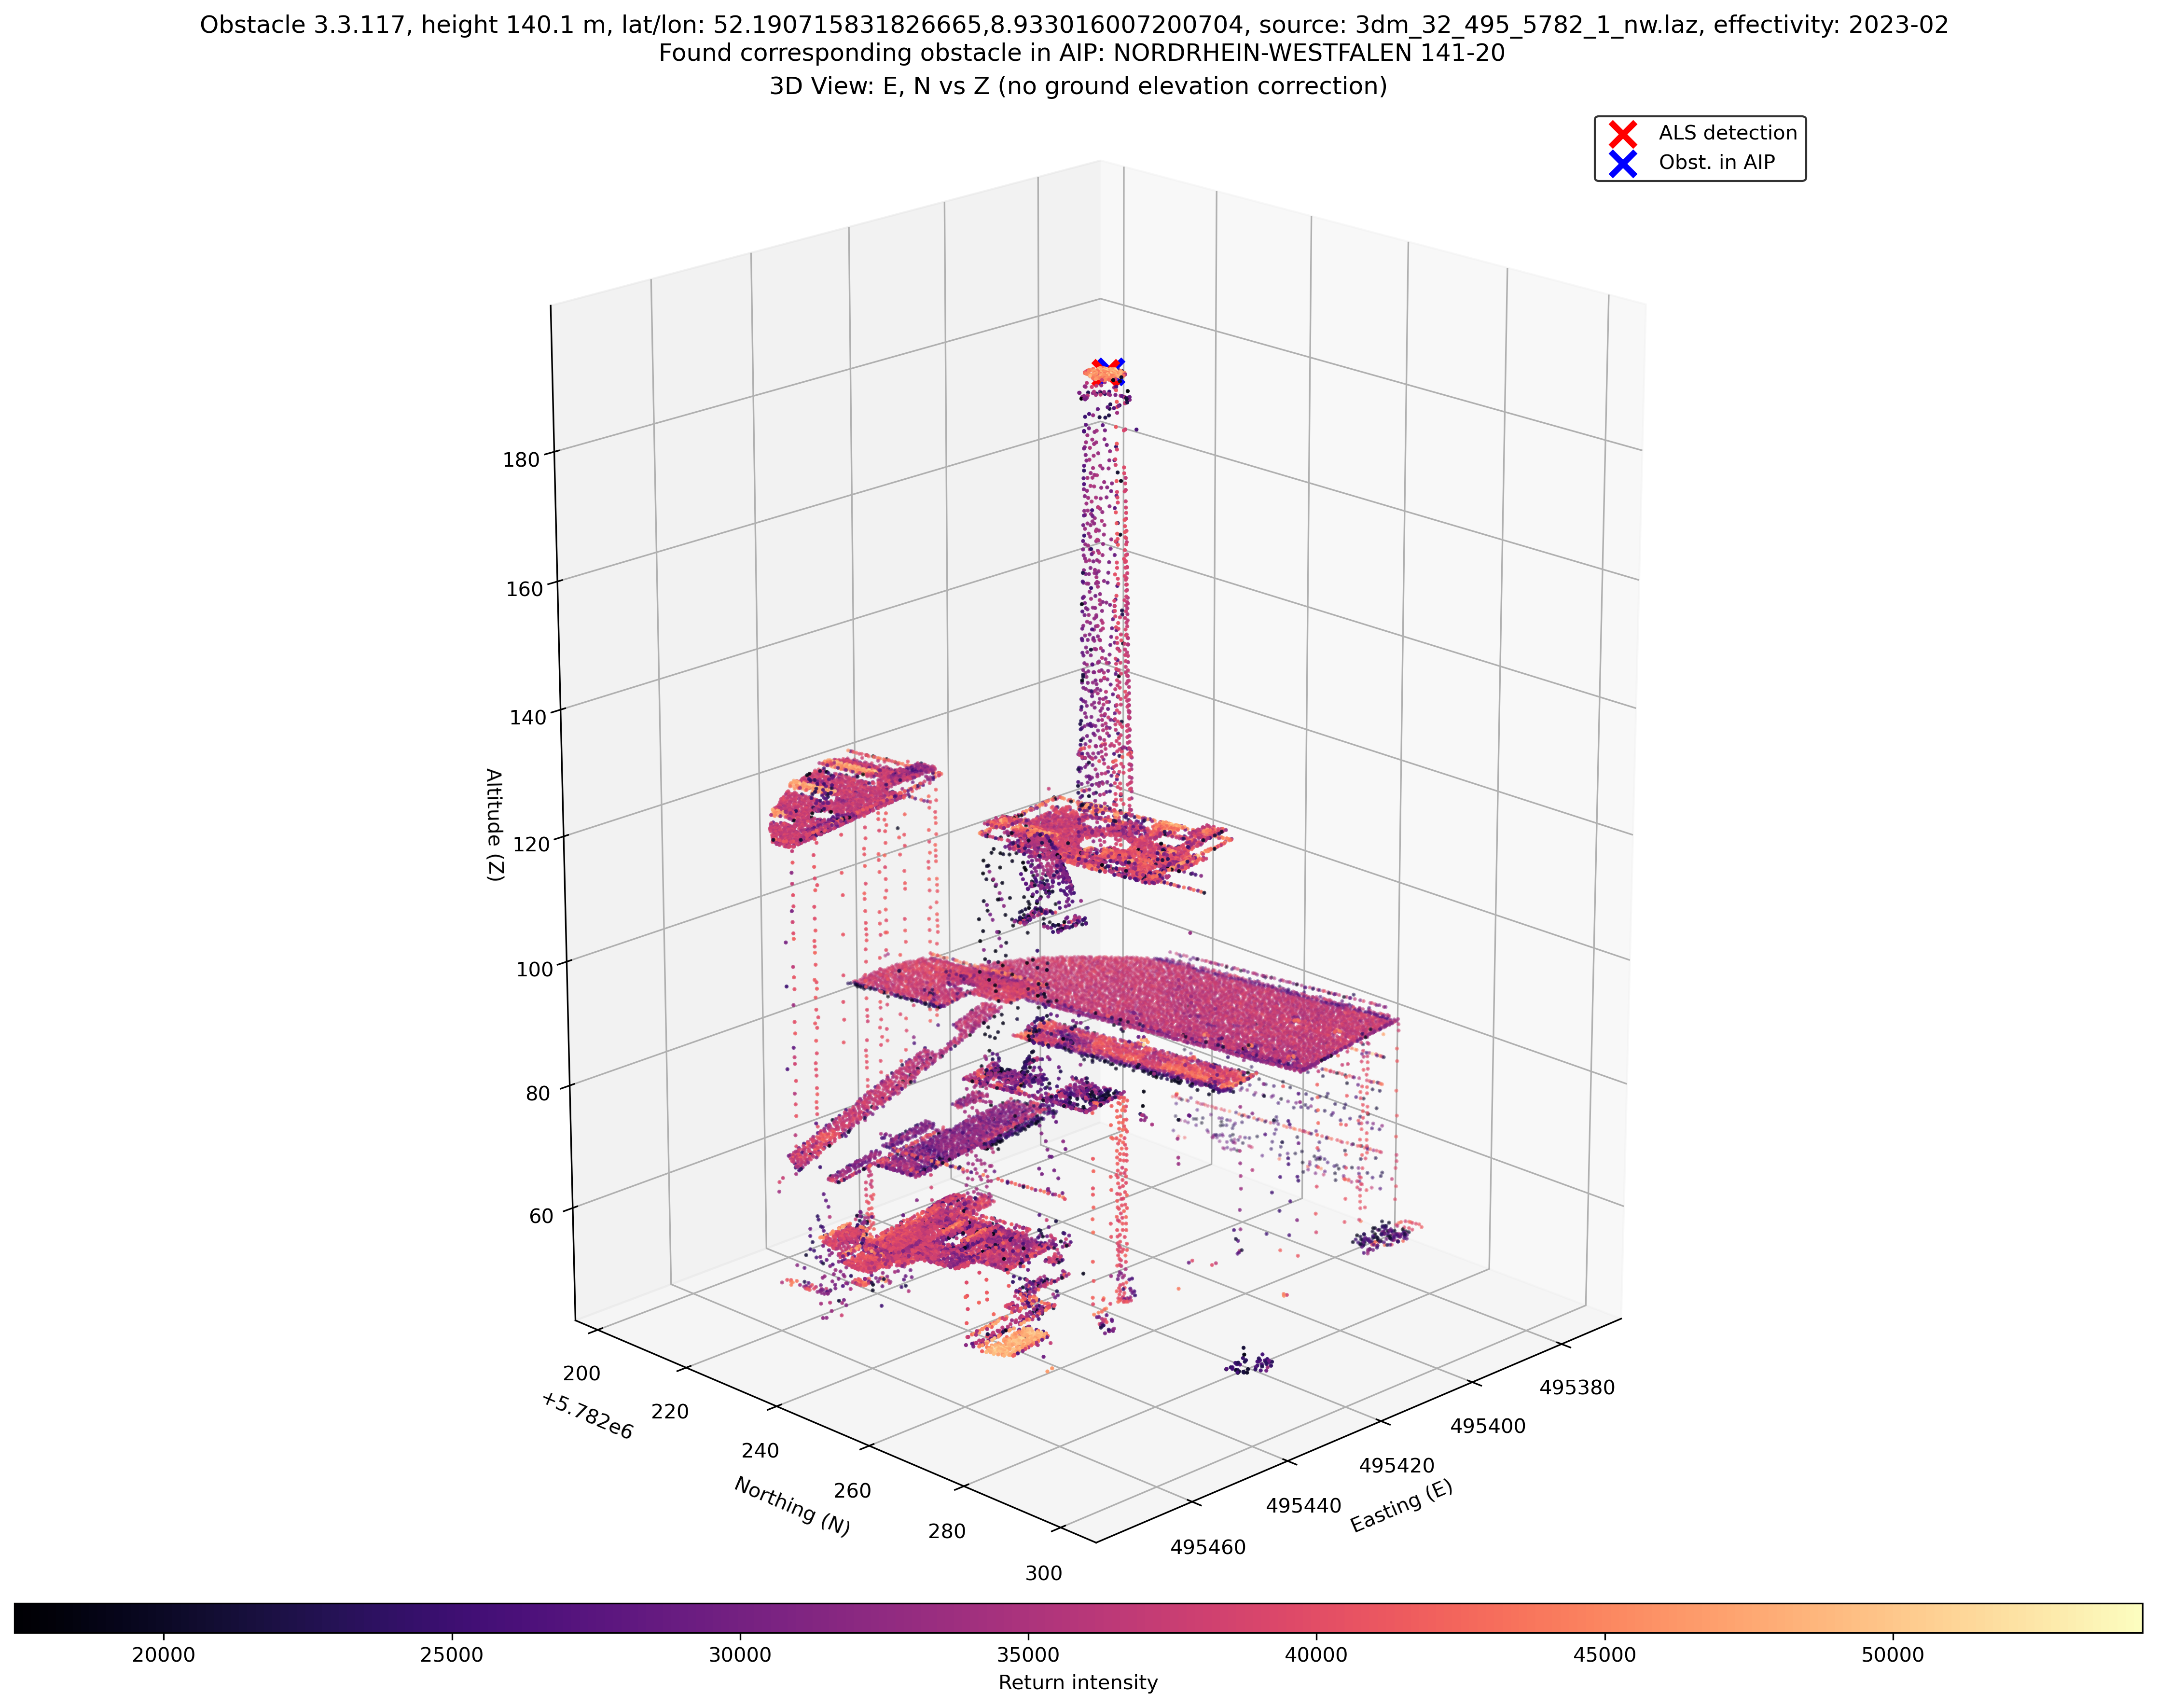 Obstacle 3.3.117, height 140.1 m, lat/lon: 52.190715831826665,8.933016007200704, source: 3dm_32_495_5782_1_nw.laz, effectivity: 2023-02
Found corresponding obstacle in AIP: NORDRHEIN-WESTFALEN 141-20
3D View: E, N vs Z (no ground elevation correction)
ALS detection
Obst. in AIP
180
160
140
120
100
80
60
Altitude (Z)
200
220
240
260
280
300
+5.782e6
Northing (N)
495380
495400
495420
495440
495460
Easting (E)
20000 25000 30000 35000 40000 45000 50000
Return intensity